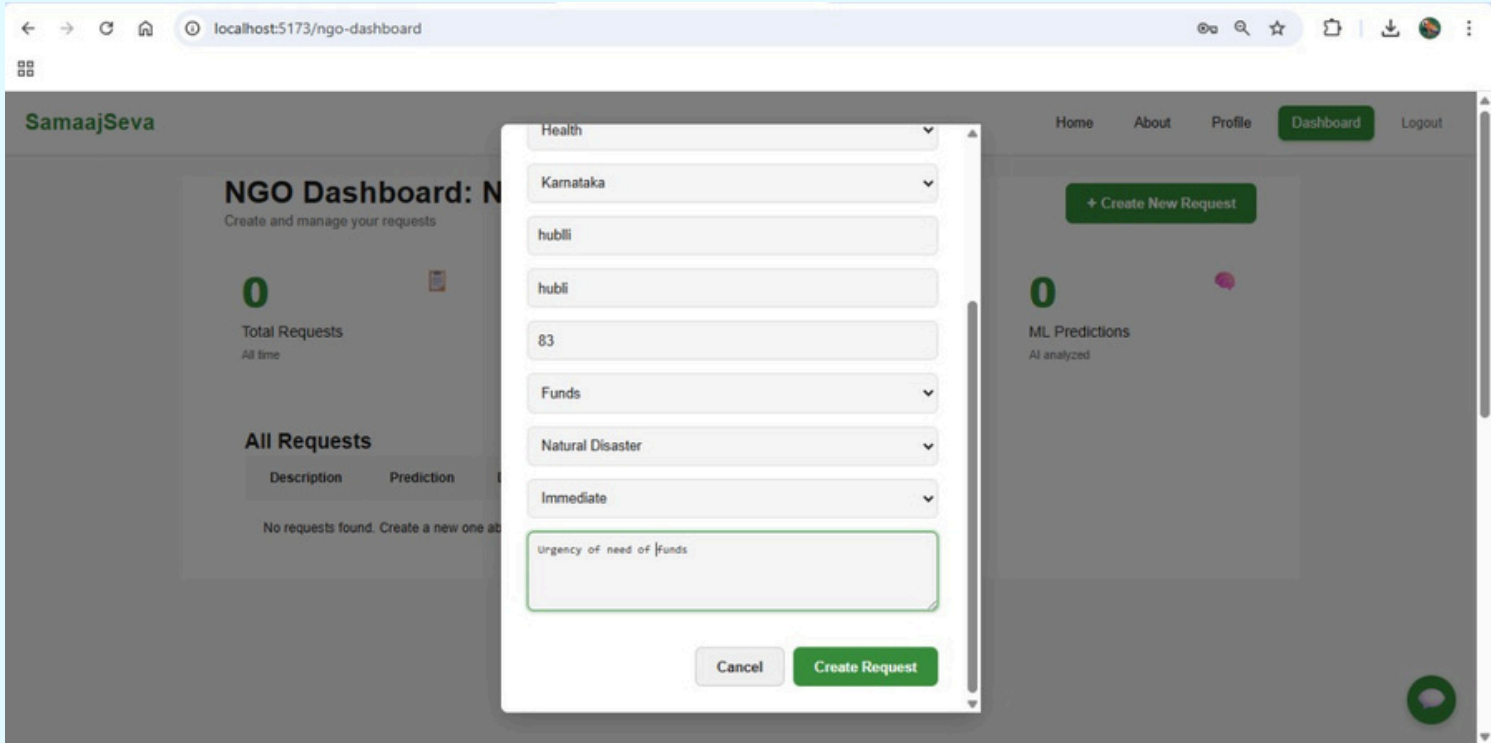 localhost:5173/ngo-dashboard
SamaajSeva
Home About Profile Dashboard Logout
NGO Dashboard: N
Create and manage your requests
+ Create New Request
0
Total Requests
All time
0
ML Predictions
AI analyzed
All Requests
Description Prediction
No requests found. Create a new one ab
Health
Karnataka
hublli
hubli
83
Funds
Natural Disaster
Immediate
Urgency of need of funds
Cancel Create Request